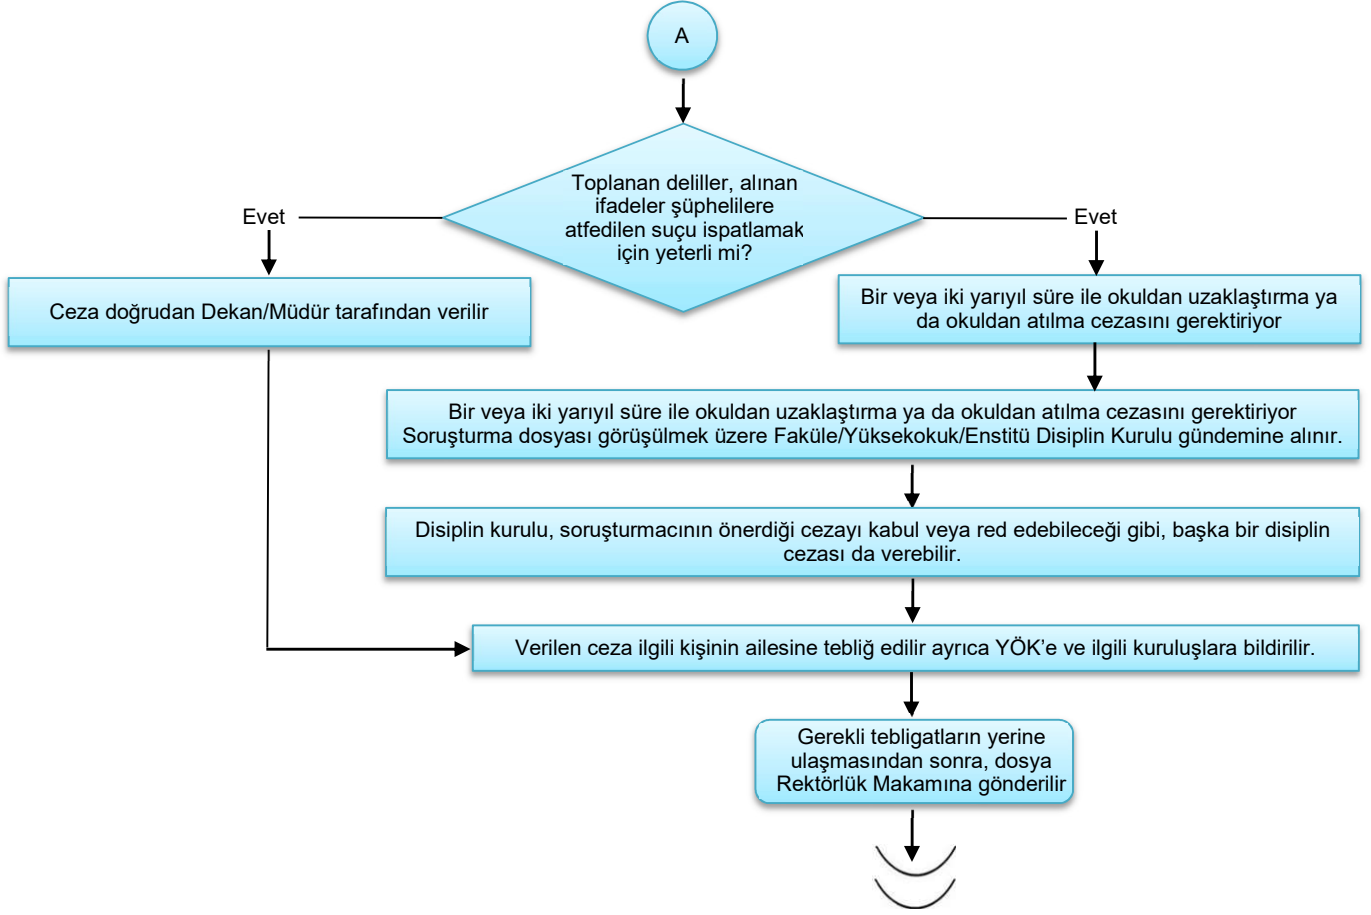 A
Toplanan deliller, alınan
ifadeler şüphelilere
atfedilen suçu ispatlamak
için yeterli mi?
Evet
Evet
Ceza doğrudan Dekan/Müdür tarafından verilir
Bir veya iki yarıyıl süre ile okuldan uzaklaştırma ya
da okuldan atılma cezasını gerektiriyor
Bir veya iki yarıyıl süre ile okuldan uzaklaştırma ya da okuldan atılma cezasını gerektiriyor
Soruşturma dosyası görüşülmek üzere Faküle/Yüksekokuk/Enstitü Disiplin Kurulu gündemine alınır.
Disiplin kurulu, soruşturmacının önerdiği cezayı kabul veya red edebileceği gibi, başka bir disiplin
cezası da verebilir.
Verilen ceza ilgili kişinin ailesine tebliğ edilir ayrıca YÖK’e ve ilgili kuruluşlara bildirilir.
Gerekli tebligatların yerine
ulaşmasından sonra, dosya
Rektörlük Makamına gönderilir